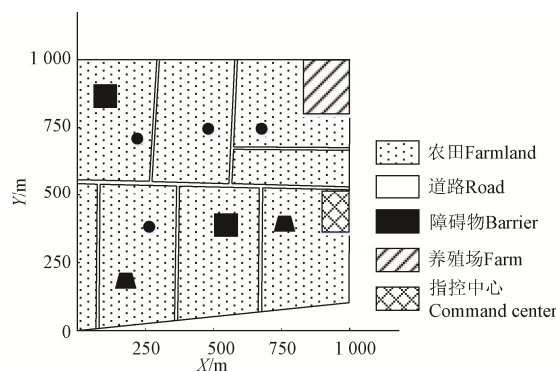 Y/m
1 000
750
500
250
0
250
500
750
1 000
X/m
农田Farmland
道路Road
障碍物Barrier
养殖场Farm
指控中心
Command center